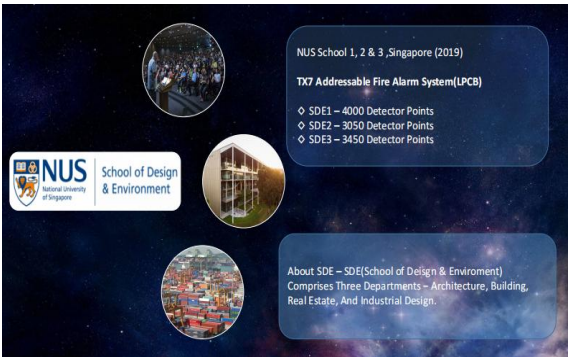 NUS School 1, 2 & 3 ,Singapore (2019)
TX7 Addressable Fire Alarm System(LPCB)
◊ SDE1 – 4000 Detector Points
◊ SDE2 – 3050 Detector Points
◊ SDE3 – 3450 Detector Points
NUS
National University
of Singapore
School of Design
& Environment
About SDE – SDE(School of Deisgn & Enviroment)
Comprises Three Departments – Architecture, Building,
Real Estate, And Industrial Design.